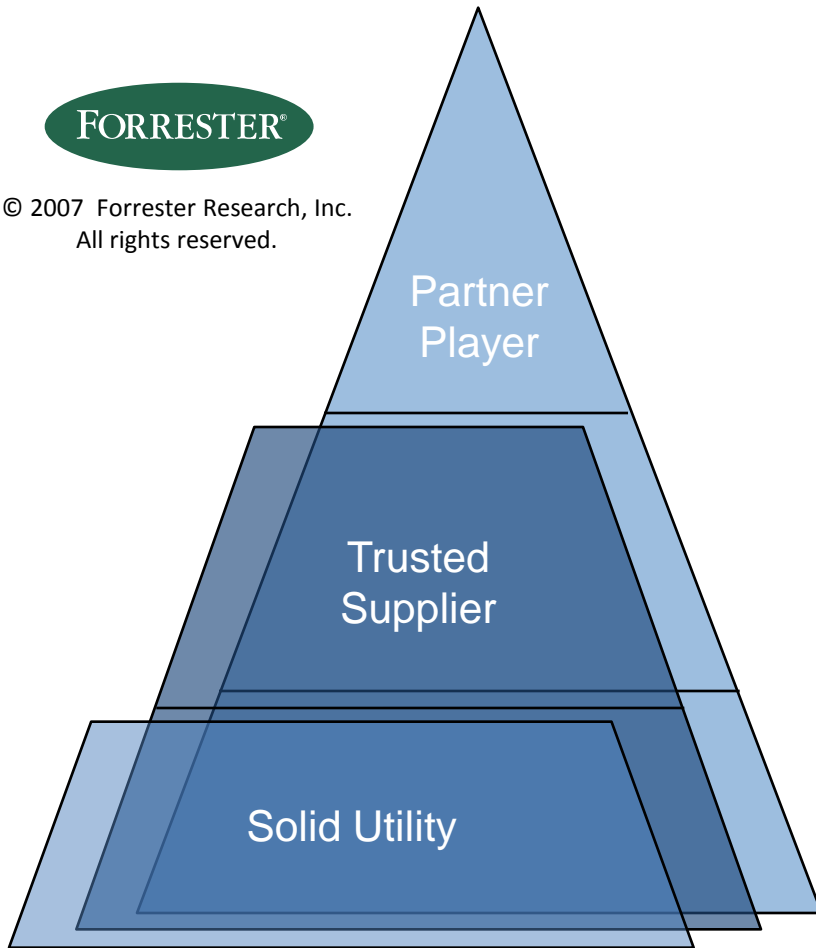 FORRESTER®
© 2007  Forrester Research, Inc.
All rights reserved.
Partner
Player
Trusted
Supplier
Solid Utility